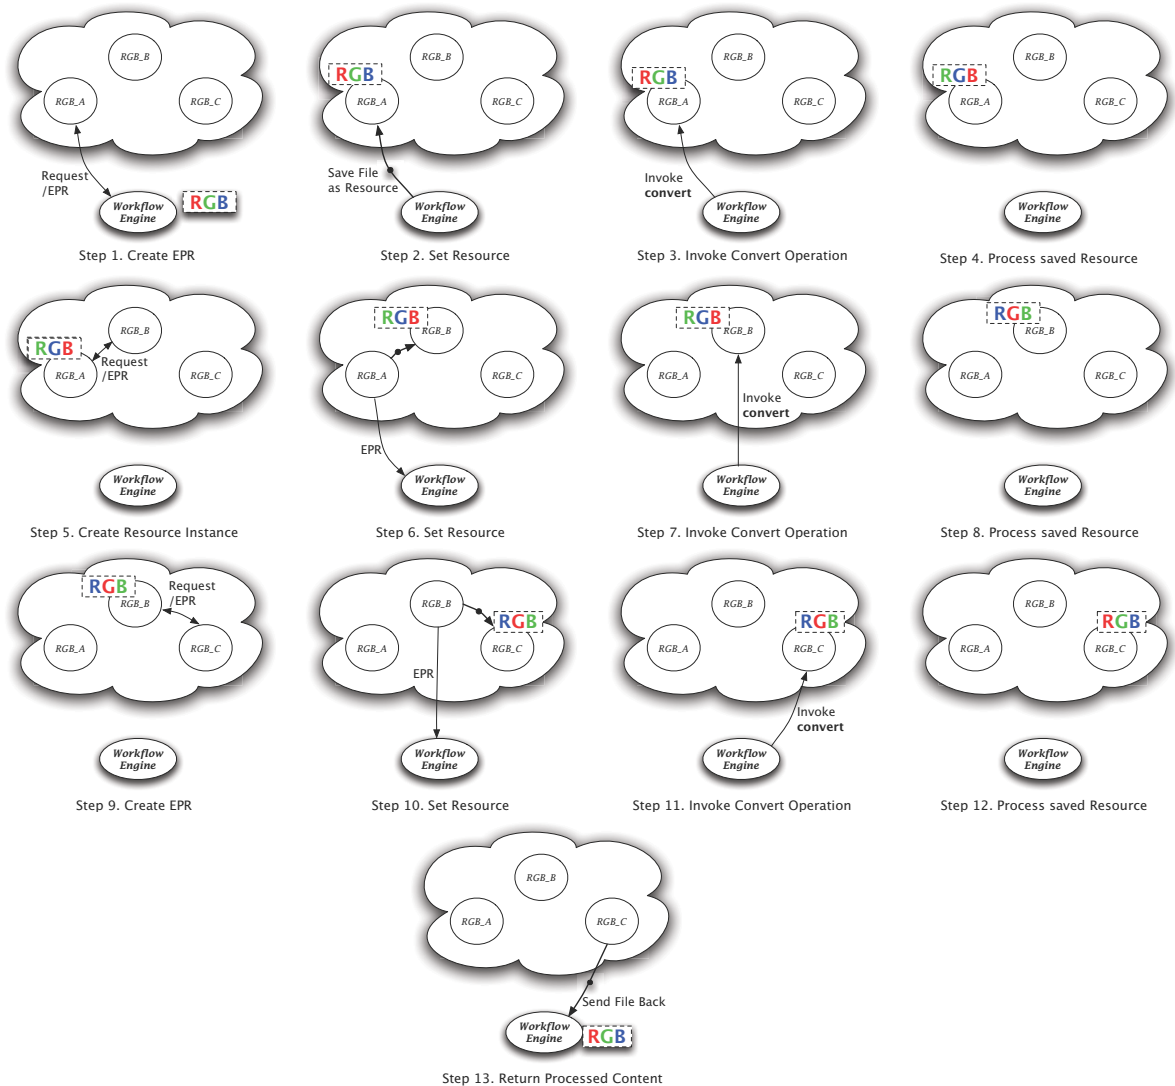 RGB_B
RGB_A
RGB_C
Request
/EPR
Workflow
Engine
RGB
Step 1. Create EPR
RGB_B
RGB
RGB_A
RGB_C
Save File
as Resource
Workflow
Engine
Step 2. Set Resource
RGB_B
RGB
RGB_A
RGB_C
Invoke
convert
Workflow
Engine
Step 3. Invoke Convert Operation
RGB_B
RGB
RGB_A
RGB_C
Workflow
Engine
Step 4. Process saved Resource
RGB_B
RGB
Request
/EPR
RGB_A
RGB_C
Workflow
Engine
Step 5. Create Resource Instance
RGB
RGB_B
RGB_A
RGB_C
EPR
Workflow
Engine
Step 6. Set Resource
RGB
RGB_B
RGB_A
RGB_C
Invoke
convert
Workflow
Engine
Step 7. Invoke Convert Operation
RGB
RGB_B
RGB_A
RGB_C
Workflow
Engine
Step 8. Process saved Resource
RGB
Request
/EPR
RGB_B
RGB_A
RGB_C
Workflow
Engine
Step 9. Create EPR
RGB_B
RGB
RGB_A
RGB_C
EPR
Workflow
Engine
Step 10. Set Resource
RGB_B
RGB
RGB_A
RGB_C
Invoke
convert
Workflow
Engine
Step 11. Invoke Convert Operation
RGB_B
RGB
RGB_A
RGB_C
Workflow
Engine
Step 12. Process saved Resource
RGB_B
RGB_A
RGB_C
Send File Back
Workflow
Engine
RGB
Step 13. Return Processed Content